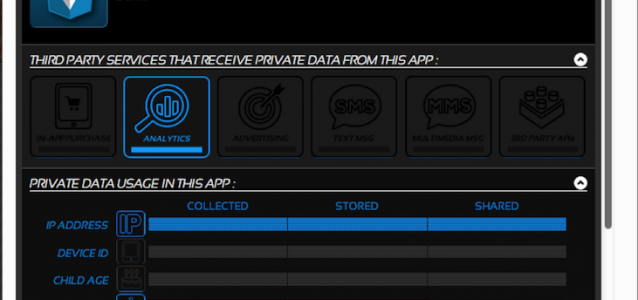 THIRD PARTY SERVICES THAT RECEIVE PRIVATE DATA FROM THIS APP :
IN-APP PURCHASE
ANALYTICS
ADVERTISING
SMS
TEXT MSG
MMS
MULTIMEDIA MSG
3RD PARTY APIs
PRIVATE DATA USAGE IN THIS APP :
COLLECTED STORED SHARED
IP ADDRESS IP
DEVICE ID
CHILD AGE